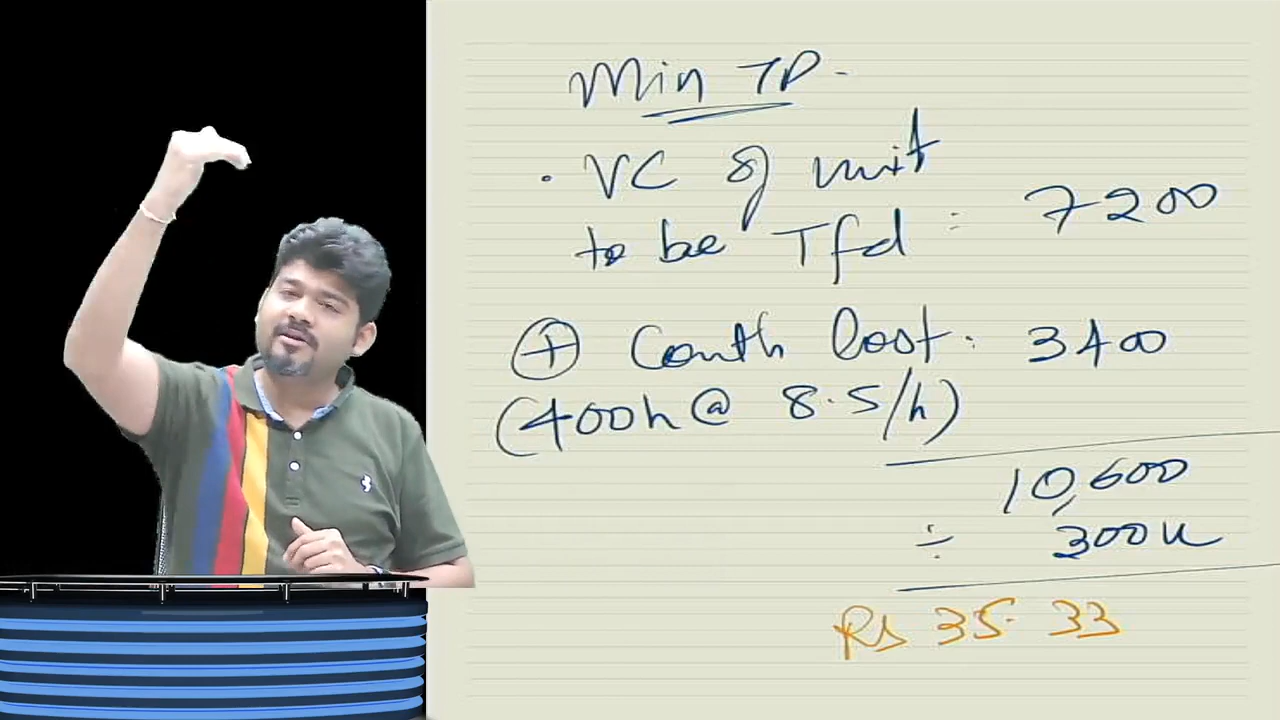 Min TP.
• VC of unit
to be Tfd = 7200
⊕ Contn lost. 3400
(400h @ 8.5/h)
10,600
÷ 300u
Rs 35.33